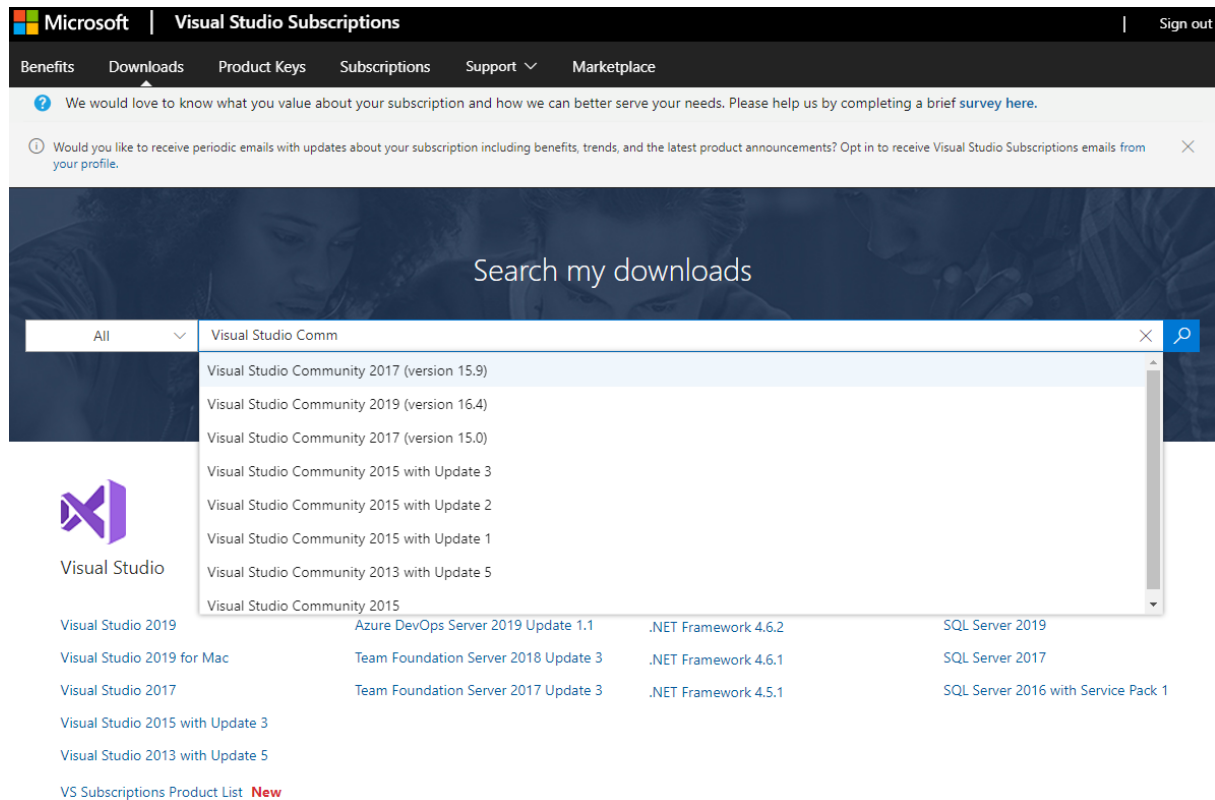 Microsoft | Visual Studio Subscriptions | Sign out
Benefits Downloads Product Keys Subscriptions Support Marketplace
We would love to know what you value about your subscription and how we can better serve your needs. Please help us by completing a brief survey here.
Would you like to receive periodic emails with updates about your subscription including benefits, trends, and the latest product announcements? Opt in to receive Visual Studio Subscriptions emails from
your profile.
Search my downloads
All Visual Studio Comm
Visual Studio Community 2017 (version 15.9)
Visual Studio Community 2019 (version 16.4)
Visual Studio Community 2017 (version 15.0)
Visual Studio Community 2015 with Update 3
Visual Studio Community 2015 with Update 2
Visual Studio Community 2015 with Update 1
Visual Studio Community 2013 with Update 5
Visual Studio Community 2015
Visual Studio
Visual Studio 2019
Visual Studio 2019 for Mac
Visual Studio 2017
Visual Studio 2015 with Update 3
Visual Studio 2013 with Update 5
VS Subscriptions Product List New
Azure DevOps Server 2019 Update 1.1
Team Foundation Server 2018 Update 3
Team Foundation Server 2017 Update 3
.NET Framework 4.6.2
.NET Framework 4.6.1
.NET Framework 4.5.1
SQL Server 2019
SQL Server 2017
SQL Server 2016 with Service Pack 1